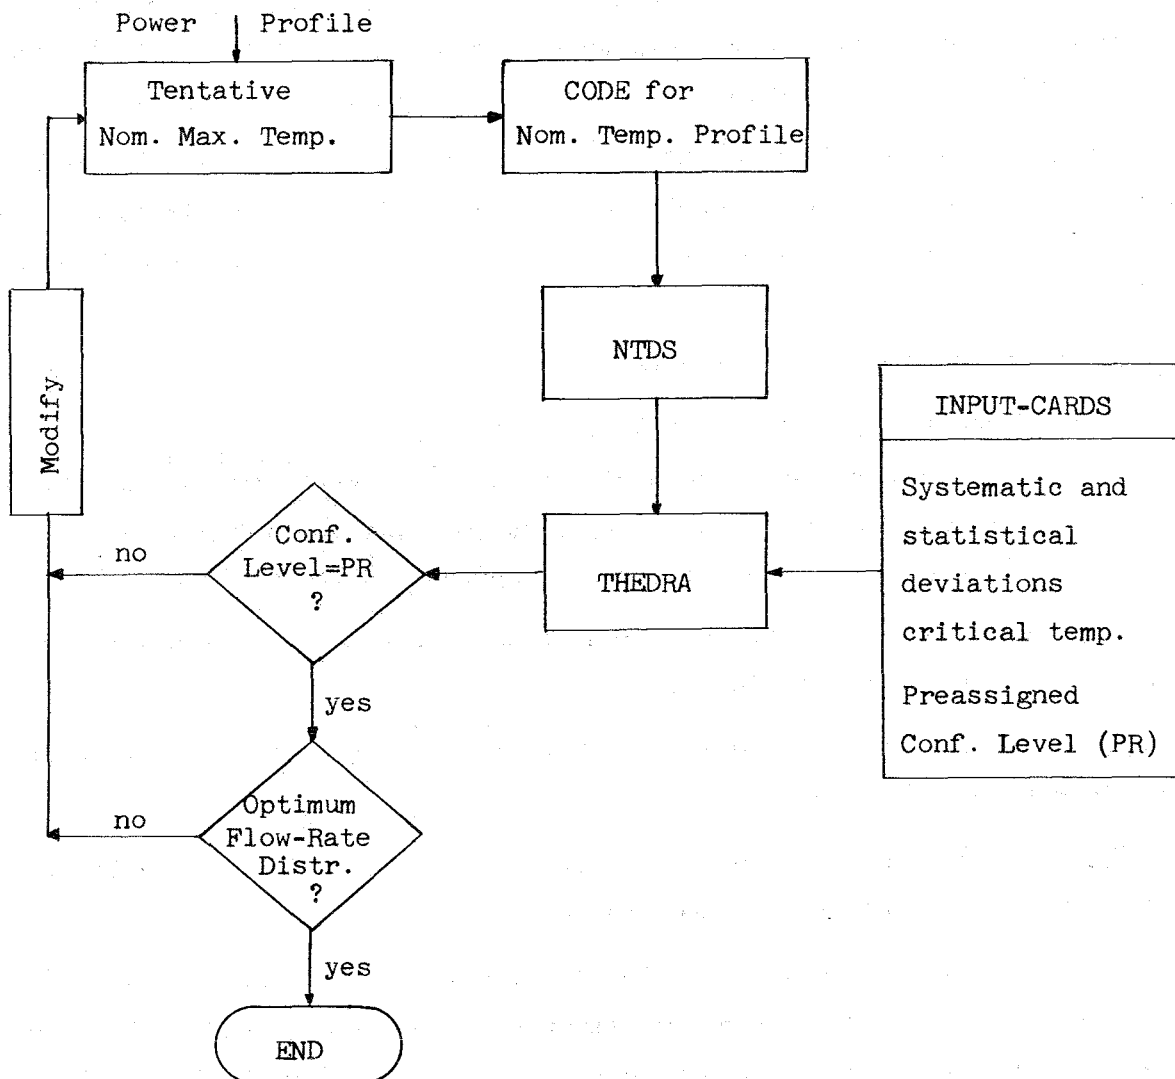 Power Profile
Tentative
Nom. Max. Temp.
CODE for
Nom. Temp. Profile
NTDS
Modify
INPUT-CARDS
Systematic and
statistical
deviations
critical temp.
Preassigned
Conf. Level (PR)
THEDRA
Conf.
Level=PR
?
no
yes
Optimum
Flow-Rate
Distr.
?
no
yes
END